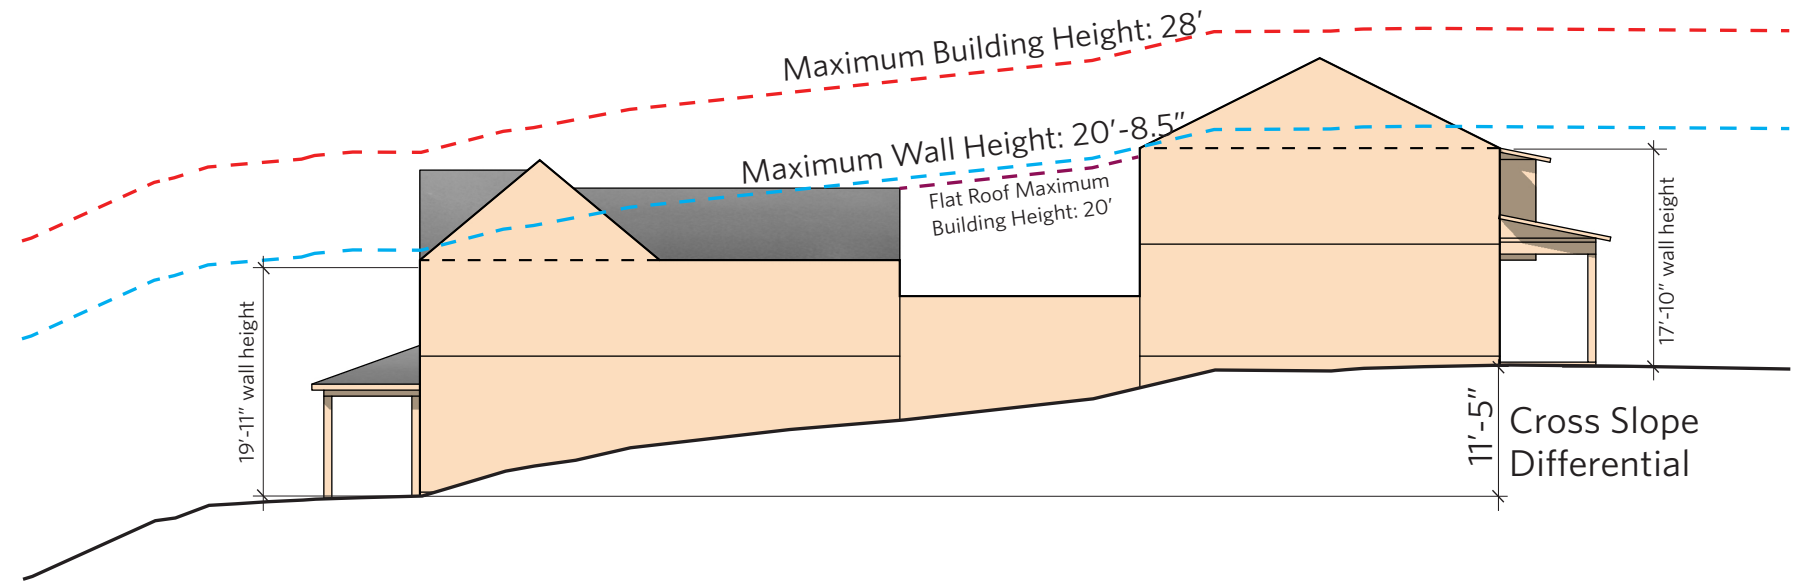 Maximum Building Height: 28′
Maximum Wall Height: 20′-8.5″
Flat Roof Maximum
Building Height: 20′
19′-11″ wall height
17′-10″ wall height
11′-5″
Cross Slope
Differential